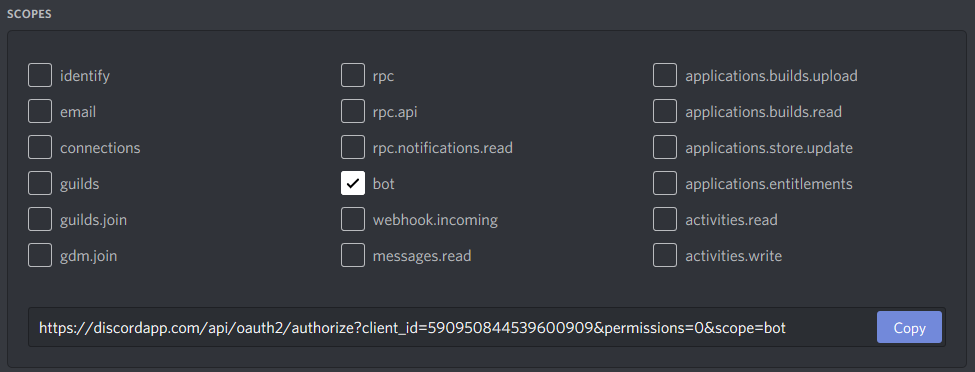 SCOPES
identify
email
connections
guilds
guilds.join
gdm.join
rpc
rpc.api
rpc.notifications.read
bot
webhook.incoming
messages.read
applications.builds.upload
applications.builds.read
applications.store.update
applications.entitlements
activities.read
activities.write
https://discordapp.com/api/oauth2/authorize?client_id=590950844539600909&permissions=0&scope=bot
Copy